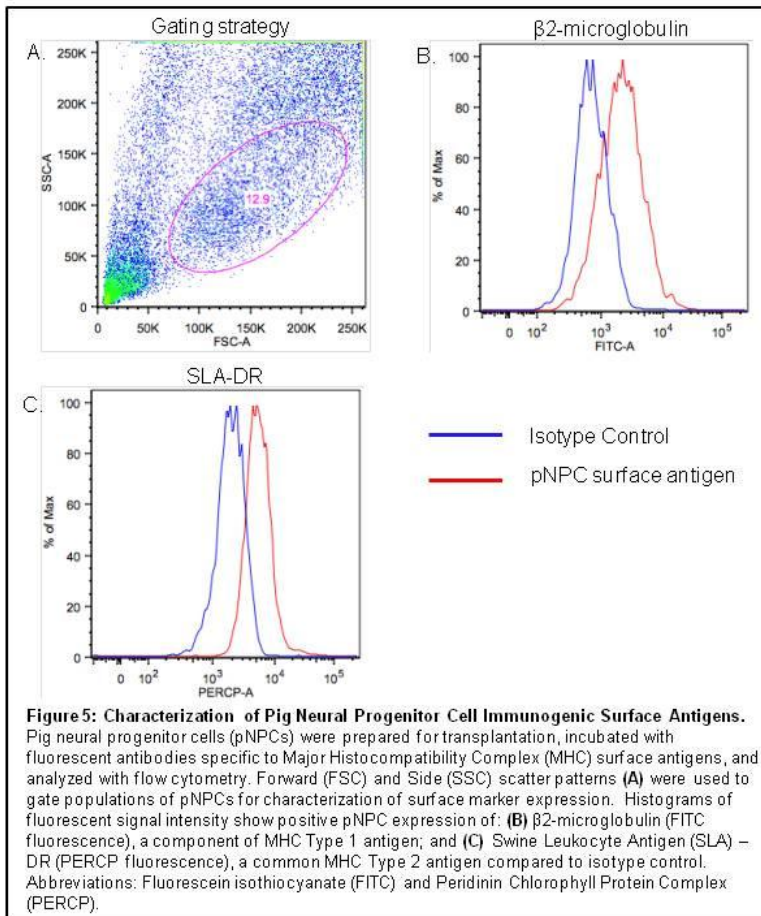 Gating strategy
A.
250K
200K
150K
100K
50K
0
SSC-A
12.9
0 50K 100K 150K 200K 250K
FSC-A
β2-microglobulin
B.
100
80
60
40
20
0
% of Max
0 10² 10³ 10⁴ 10⁵
FITC-A
SLA-DR
C.
100
80
60
40
20
0
% of Max
0 10² 10³ 10⁴ 10⁵
PERCP-A
Isotype Control
pNPC surface antigen
Figure 5: Characterization of Pig Neural Progenitor Cell Immunogenic Surface Antigens.
Pig neural progenitor cells (pNPCs) were prepared for transplantation, incubated with
fluorescent antibodies specific to Major Histocompatibility Complex (MHC) surface antigens, and
analyzed with flow cytometry. Forward (FSC) and Side (SSC) scatter patterns (A) were used to
gate populations of pNPCs for characterization of surface marker expression. Histograms of
fluorescent signal intensity show positive pNPC expression of: (B) β2-microglobulin (FITC
fluorescence), a component of MHC Type 1 antigen; and (C) Swine Leukocyte Antigen (SLA) –
DR (PERCP fluorescence), a common MHC Type 2 antigen compared to isotype control.
Abbreviations: Fluorescein isothiocyanate (FITC) and Peridinin Chlorophyll Protein Complex
(PERCP).